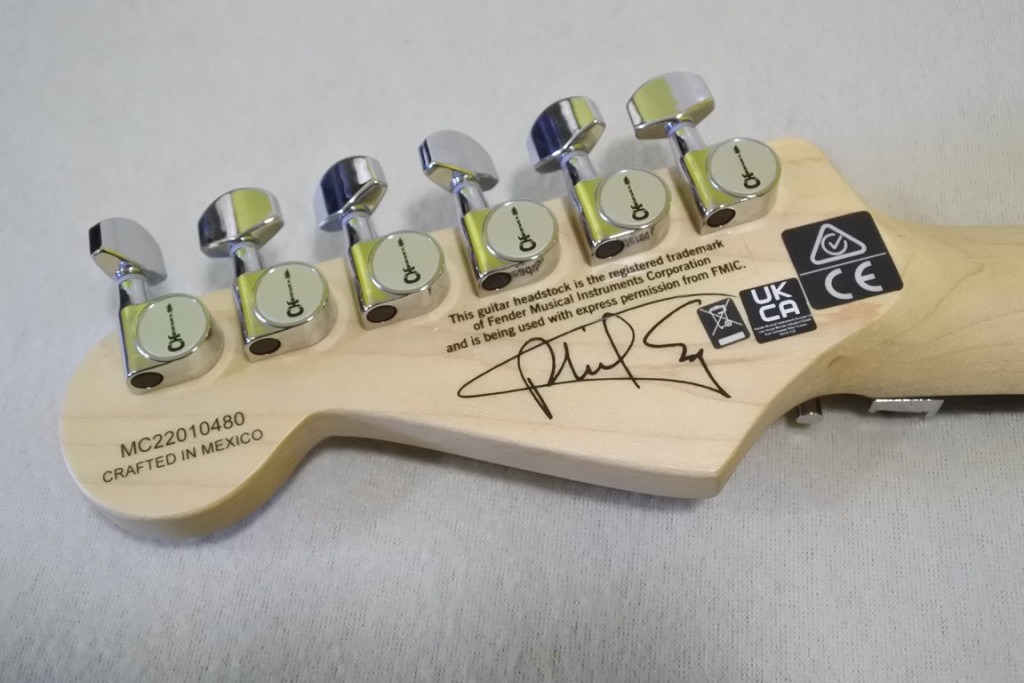 This guitar headstock is the registered trademark
of Fender Musical Instruments Corporation
and is being used with express permission from FMIC.
UK
CA
CE
MC22010480
CRAFTED IN MEXICO